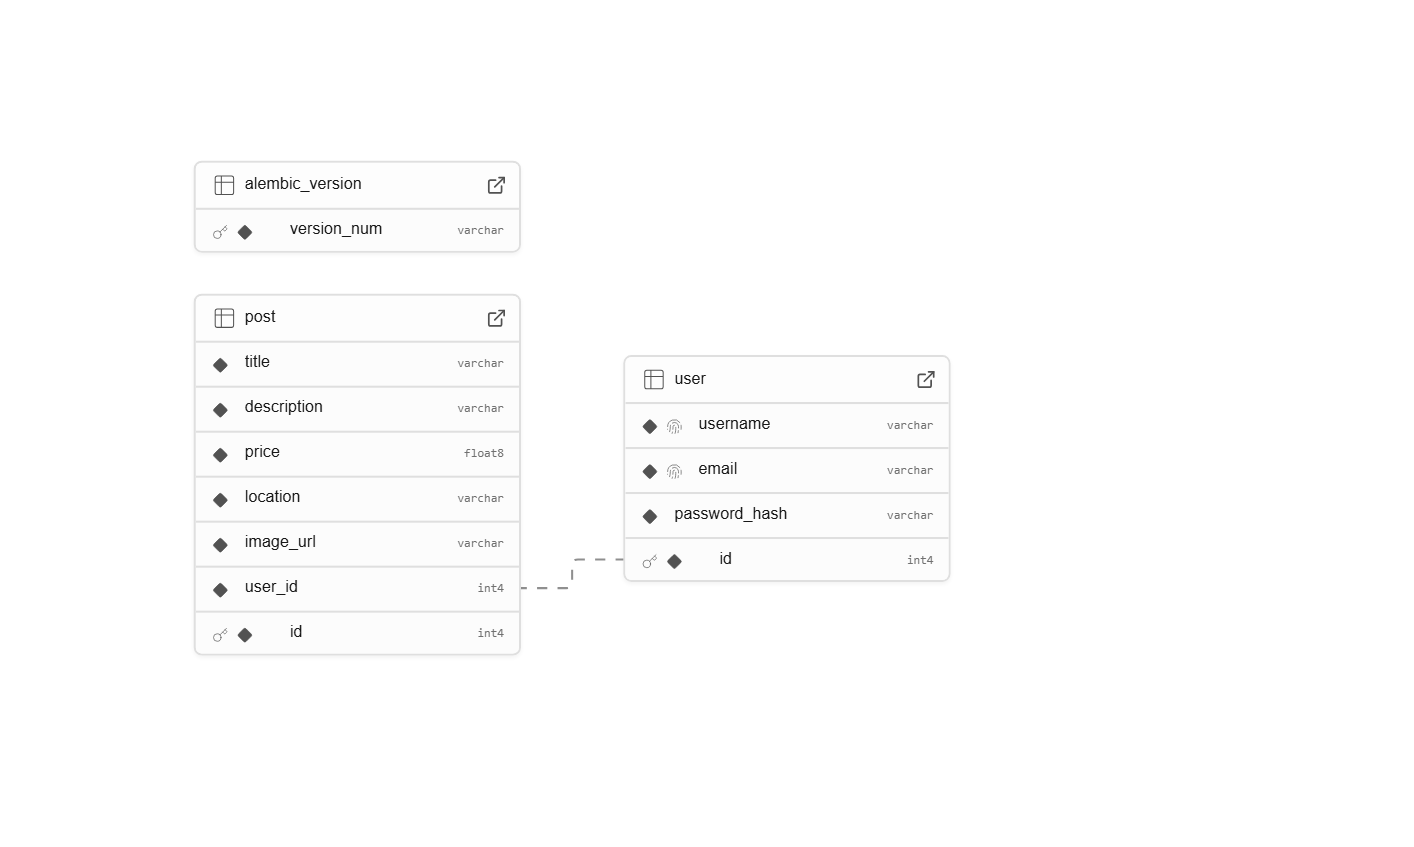 alembic_version
version_num varchar
post
title varchar
description varchar
price float8
location varchar
image_url varchar
user_id int4
id int4
user
username varchar
email varchar
password_hash varchar
id int4